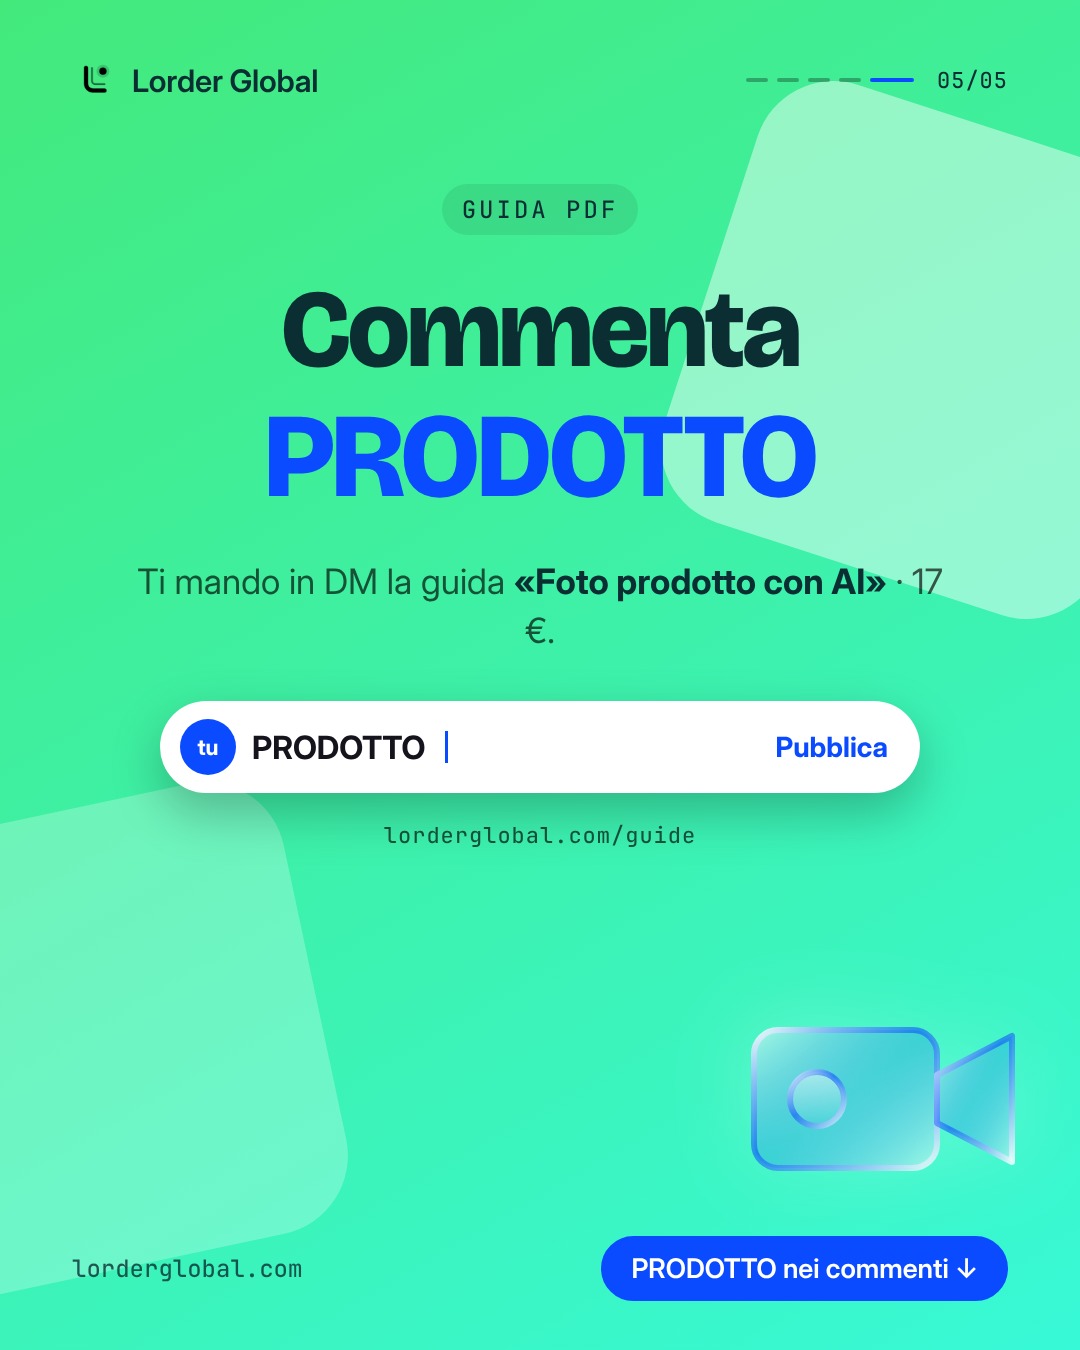 Lorder Global
05/05
GUIDA PDF
Commenta
PRODOTTO
Ti mando in DM la guida «Foto prodotto con AI» · 17
€.
tu PRODOTTO Pubblica
lorderglobal.com/guide
lorderglobal.com
PRODOTTO nei commenti ↓